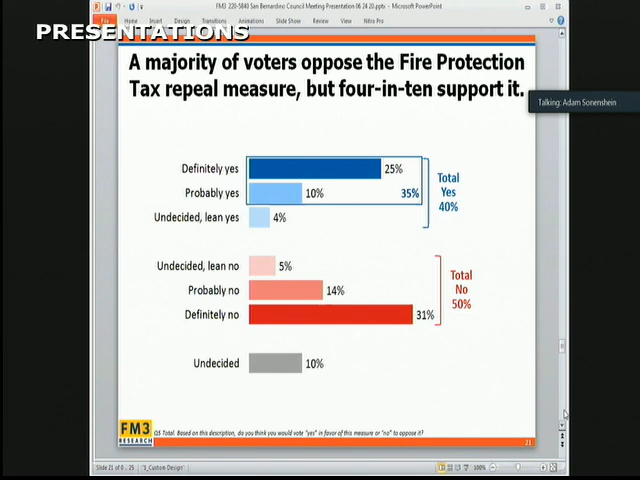 FM3 220-5840 San Bernardino Council Meeting Presentation 06 24 20.pptx - Microsoft PowerPoint
File Home Insert Design Transitions Animations Slide Show Review View Nitro Pro
PRESENTATIONS
A majority of voters oppose the Fire Protection
Tax repeal measure, but four-in-ten support it.
Talking: Adam Sonenshein
Definitely yes 25%
Probably yes 10% 35%
Undecided, lean yes 4%
Total
Yes
40%
Undecided, lean no 5%
Probably no 14%
Definitely no 31%
Total
No
50%
Undecided 10%
FM3
RESEARCH
Q5 Total. Based on this description, do you think you would vote "yes" in favor of this measure or "no" to oppose it?
21
Slide 21 of 0 . 25 "1_Custom Design" 100%